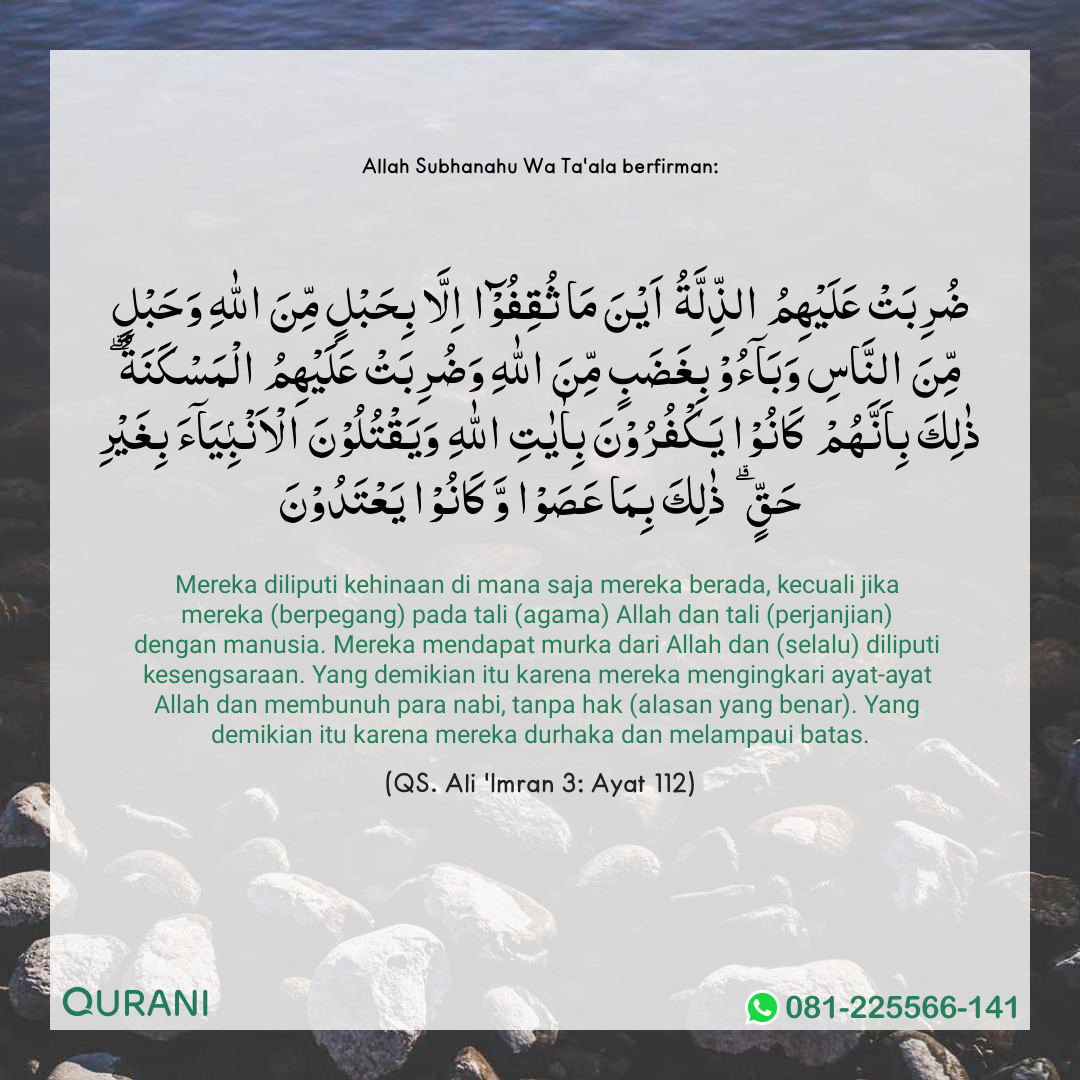 Allah Subhanahu Wa Ta'ala berfirman:
ضُرِبَتْ عَلَيْهِمُ الذِّلَّةُ اَيْنَ مَا ثُقِفُوْٓا اِلَّا بِحَبْلٍ مِّنَ اللّٰهِ وَحَبْلٍ
مِّنَ النَّاسِ وَبَآءُوْ بِغَضَبٍ مِّنَ اللّٰهِ وَضُرِبَتْ عَلَيْهِمُ الْمَسْكَنَةُ ۗ
ذٰلِكَ بِاَنَّهُمْ كَانُوْا يَكْفُرُوْنَ بِاٰيٰتِ اللّٰهِ وَيَقْتُلُوْنَ الْاَنْبِۢيَآءَ بِغَيْرِ
حَقٍّ ۗ ذٰلِكَ بِمَا عَصَوْا وَّكَانُوْا يَعْتَدُوْنَ
Mereka diliputi kehinaan di mana saja mereka berada, kecuali jika
mereka (berpegang) pada tali (agama) Allah dan tali (perjanjian)
dengan manusia. Mereka mendapat murka dari Allah dan (selalu) diliputi
kesengsaraan. Yang demikian itu karena mereka mengingkari ayat-ayat
Allah dan membunuh para nabi, tanpa hak (alasan yang benar). Yang
demikian itu karena mereka durhaka dan melampaui batas.
(QS. Ali 'Imran 3: Ayat 112)
QURANI
081-225566-141